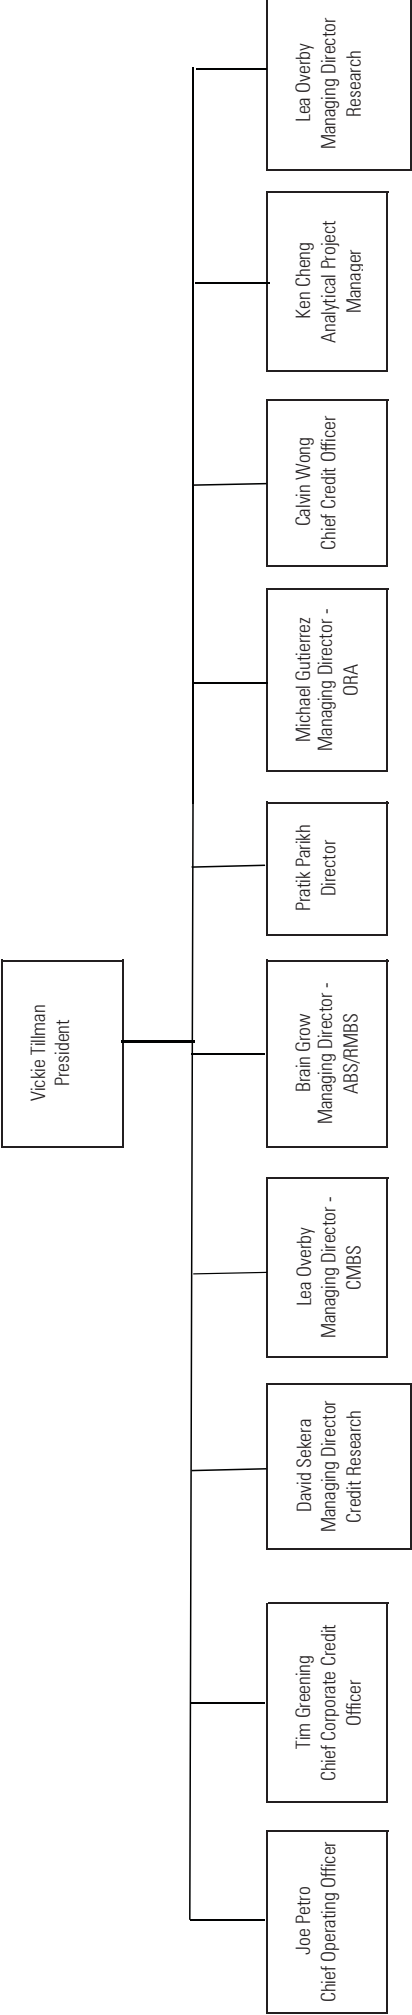 Vickie Tillman
President
Joe Petro
Chief Operating Officer
Tim Greening
Chief Corporate Credit
Officer
David Sekera
Managing Director
Credit Research
Lea Overby
Managing Director -
CMBS
Brain Grow
Managing Director -
ABS/RMBS
Pratik Parikh
Director
Michael Gutierrez
Managing Director -
ORA
Calvin Wong
Chief Credit Officer
Ken Cheng
Analytical Project
Manager
Lea Overby
Managing Director
Research